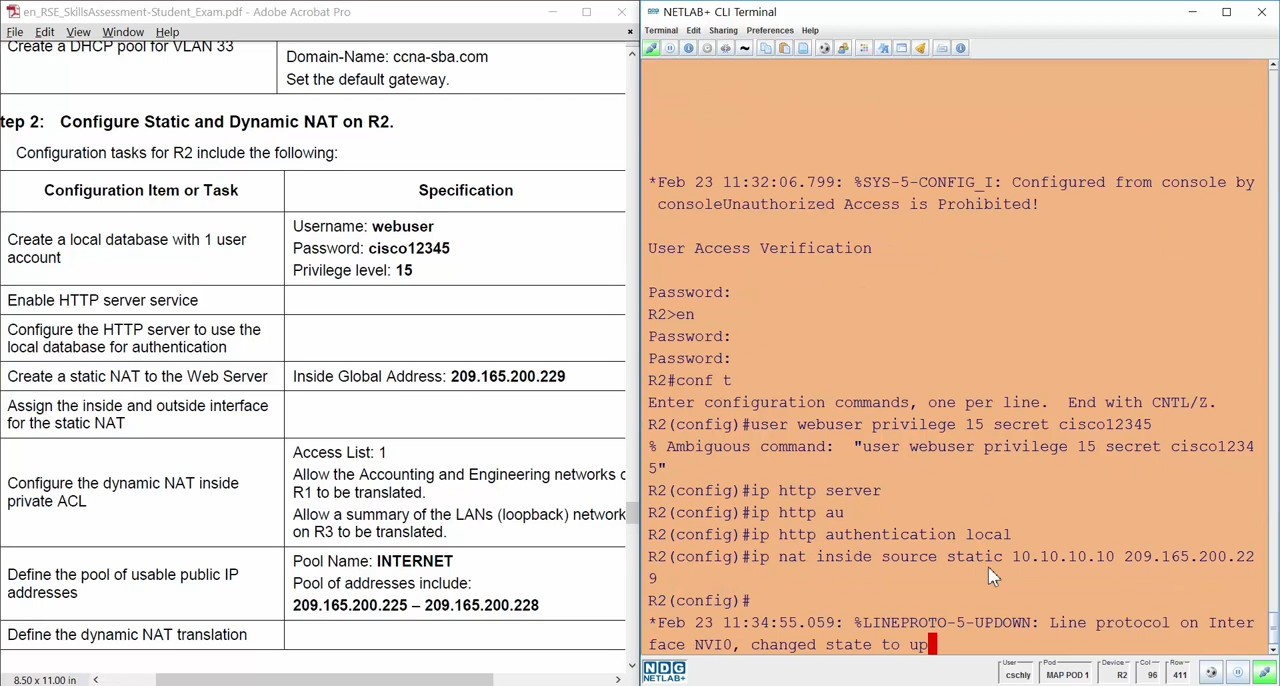 en_RSE_SkillsAssessment-Student_Exam.pdf - Adobe Acrobat Pro
File Edit View Window Help
Create a DHCP pool for VLAN 33
Domain-Name: ccna-sba.com
Set the default gateway.
tep 2: Configure Static and Dynamic NAT on R2.
Configuration tasks for R2 include the following:
Configuration Item or Task
Specification
Create a local database with 1 user
account
Username: webuser
Password: cisco12345
Privilege level: 15
Enable HTTP server service
Configure the HTTP server to use the
local database for authentication
Create a static NAT to the Web Server
Inside Global Address: 209.165.200.229
Assign the inside and outside interface
for the static NAT
Configure the dynamic NAT inside
private ACL
Access List: 1
Allow the Accounting and Engineering networks o
R1 to be translated.
Allow a summary of the LANs (loopback) network
on R3 to be translated.
Define the pool of usable public IP
addresses
Pool Name: INTERNET
Pool of addresses include:
209.165.200.225 – 209.165.200.228
Define the dynamic NAT translation
8.50 x 11.00 in
NETLAB+ CLI Terminal
Terminal Edit Sharing Preferences Help
*Feb 23 11:32:06.799: %SYS-5-CONFIG_I: Configured from console by
consoleUnauthorized Access is Prohibited!
User Access Verification
Password:
R2>en
Password:
Password:
R2#conf t
Enter configuration commands, one per line. End with CNTL/Z.
R2(config)#user webuser privilege 15 secret cisco12345
% Ambiguous command: "user webuser privilege 15 secret cisco1234
5"
R2(config)#ip http server
R2(config)#ip http au
R2(config)#ip http authentication local
R2(config)#ip nat inside source static 10.10.10.10 209.165.200.22
9
R2(config)#
*Feb 23 11:34:55.059: %LINEPROTO-5-UPDOWN: Line protocol on Inter
face NVI0, changed state to up
NDG
NETLAB+
User
cschly
Pod
MAP POD 1
Device
R2
Col
96
Row
411